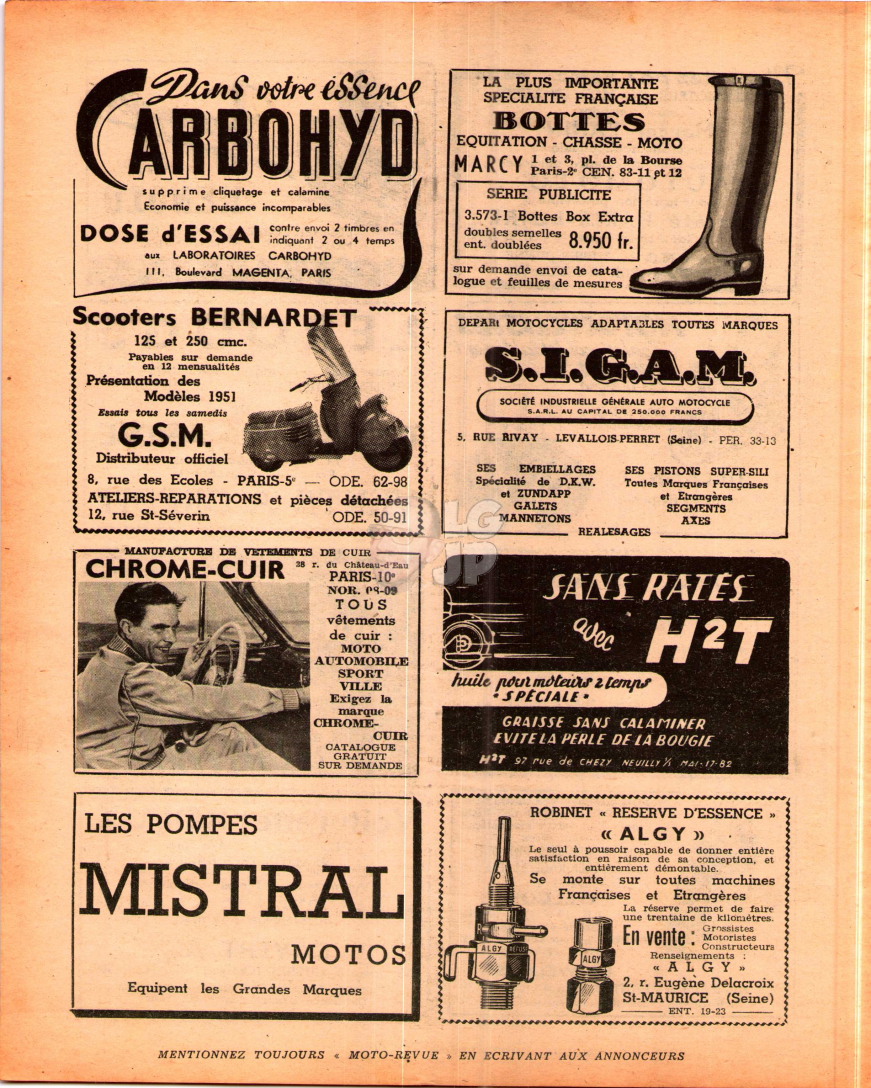 Dans votre éssence
CARBOHYD
supprime cliquetage et calamine
Economie et puissance incomparables
DOSE d'ESSAI contre envoi 2 timbres en
indiquant 2 ou 4 temps
aux LABORATOIRES CARBOHYD
111, Boulevard MAGENTA, PARIS
LA PLUS IMPORTANTE
SPECIALITE FRANÇAISE
BOTTES
EQUITATION - CHASSE - MOTO
MARCY 1 et 3, pl. de la Bourse
Paris-2e CEN. 83-11 et 12
SERIE PUBLICITE
3.573-1 Bottes Box Extra
doubles semelles
ent. doublées 8.950 fr.
sur demande envoi de cata-
logue et feuilles de mesures
Scooters BERNARDET
125 et 250 cmc.
Payables sur demande
en 12 mensualités
Présentation des
Modèles 1951
Essais tous les samedis
G.S.M.
Distributeur officiel
8, rue des Ecoles - PARIS-5e — ODE. 62-98
ATELIERS-REPARATIONS et pièces détachées
12, rue St-Séverin ODE. 50-91
DEPART MOTOCYCLES ADAPTABLES TOUTES MARQUES
S.I.G.A.M.
SOCIÉTÉ INDUSTRIELLE GÉNÉRALE AUTO MOTOCYCLE
S.A.R.L. AU CAPITAL DE 250.000 FRANCS
5, RUE RIVAY - LEVALLOIS-PERRET (Seine) - PER. 33-13
SES EMBIELLAGES
Spécialité de D.K.W.
et ZUNDAPP
GALETS
MANNETONS
SES PISTONS SUPER-SILI
Toutes Marques Françaises
et Etrangères
SEGMENTS
AXES
REALESAGES
MANUFACTURE DE VETEMENTS DE CUIR
CHROME-CUIR 28 r. du Château-d'Eau
PARIS-10e
NOR. 08-09
TOUS
vêtements
de cuir :
MOTO
AUTOMOBILE
SPORT
VILLE
Exigez la
marque
CHROME-
CUIR
CATALOGUE
GRATUIT
SUR DEMANDE
SANS RATÉS
avec H2T
huile pour moteurs 2 temps
"SPÉCIALE"
GRAISSE SANS CALAMINER
EVITE LA PERLE DE LA BOUGIE
H2T 97 rue de CHEZY NEUILLY s/s MAI-17-82
LES POMPES
MISTRAL
MOTOS
Equipent les Grandes Marques
ROBINET « RESERVE D'ESSENCE »
« ALGY »
Le seul à poussoir capable de donner entière
satisfaction en raison de sa conception, et
entièrement démontable.
Se monte sur toutes machines
Françaises et Etrangères
La réserve permet de faire
une trentaine de kilomètres.
En vente : Grossistes
Motoristes
Constructeurs
Renseignements :
« ALGY »
2, r. Eugène Delacroix
St-MAURICE (Seine)
ENT. 19-23
ALGY
ALGY
MENTIONNEZ TOUJOURS « MOTO-REVUE » EN ECRIVANT AUX ANNONCEURS